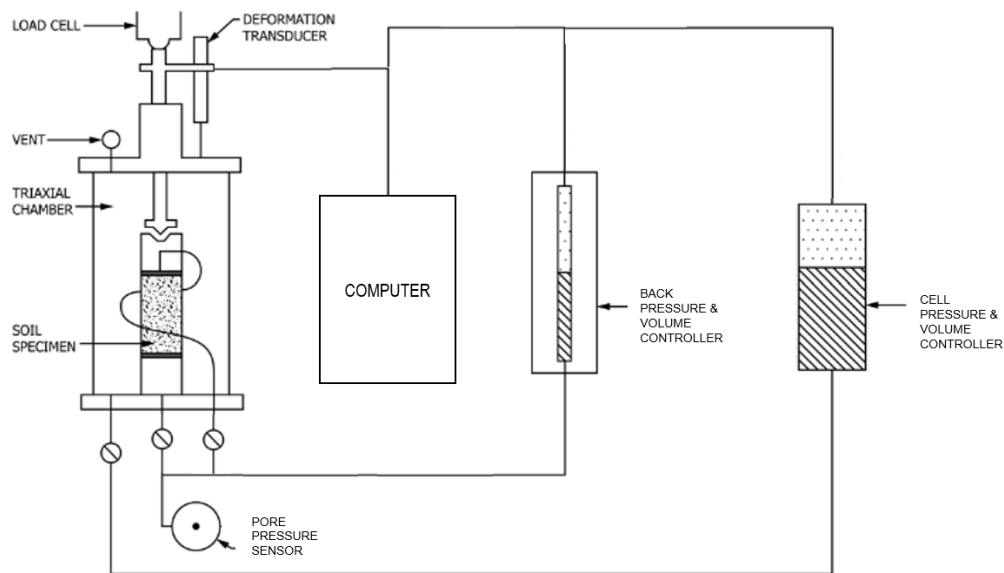 LOAD CELL
DEFORMATION
TRANSDUCER
VENT
TRIAXIAL
CHAMBER
SOIL
SPECIMEN
COMPUTER
BACK
PRESSURE &
VOLUME
CONTROLLER
CELL
PRESSURE &
VOLUME
CONTROLLER
PORE
PRESSURE
SENSOR